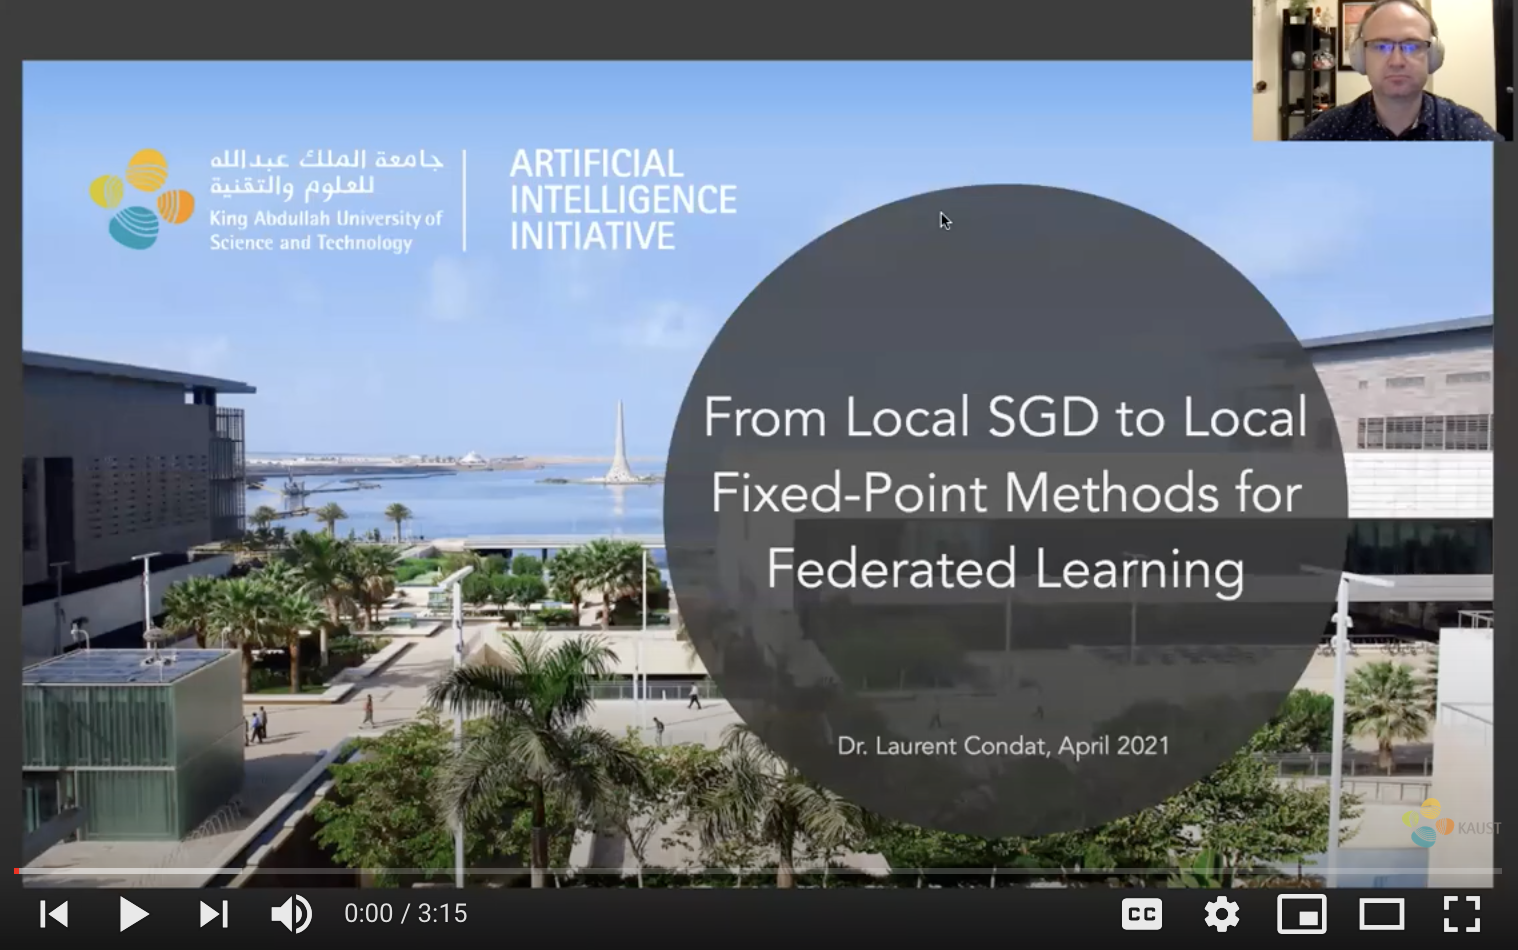 جامعة الملك عبدالله
للعلوم والتقنية
King Abdullah University of
Science and Technology
ARTIFICIAL
INTELLIGENCE
INITIATIVE
From Local SGD to Local
Fixed-Point Methods for
Federated Learning
Dr. Laurent Condat, April 2021
KAUST
0:00 / 3:15
CC